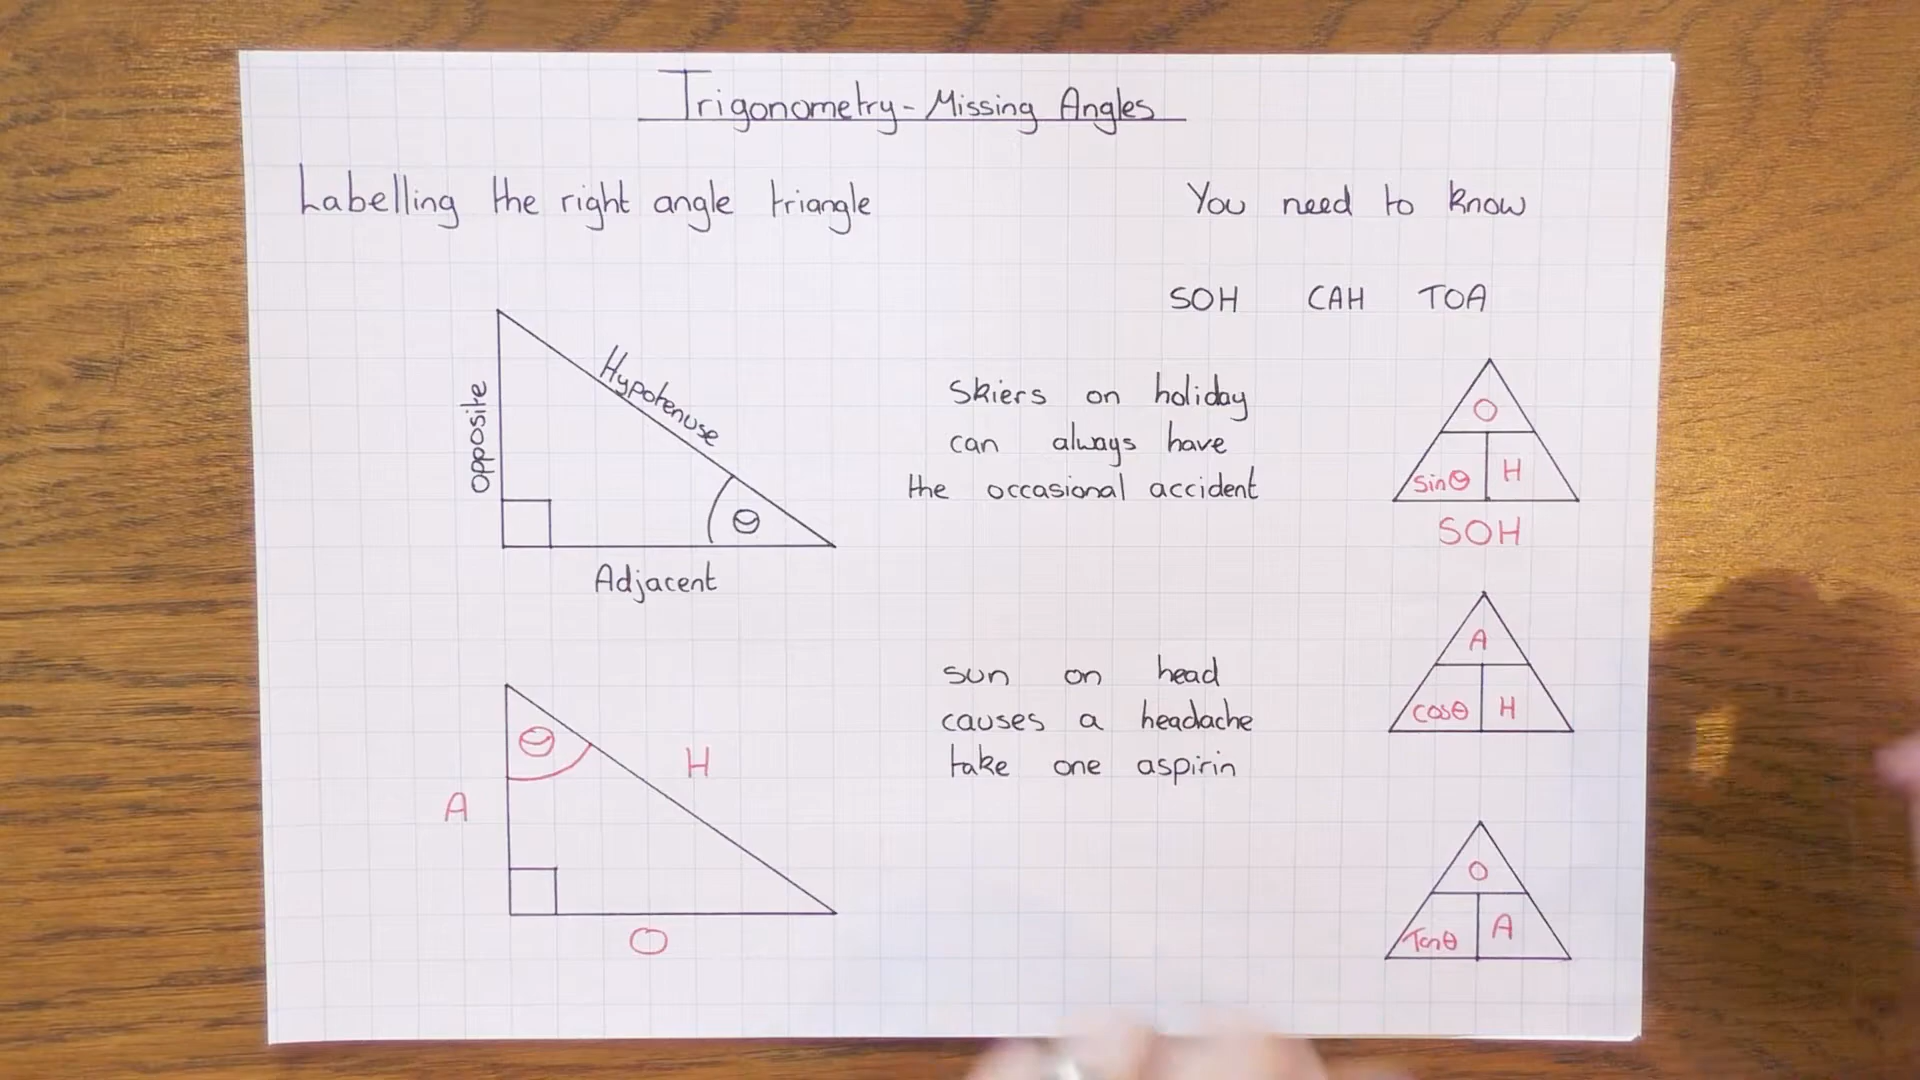 Trigonometry - Missing Angles
Labelling the right angle triangle
You need to know
SOH CAH TOA
Opposite
Hypotenuse
θ
Adjacent
skiers on holiday
can always have
the occasional accident
O
sinθ H
SOH
θ
H
A
O
sun on head
causes a headache
take one aspirin
A
cosθ H
O
Tanθ A